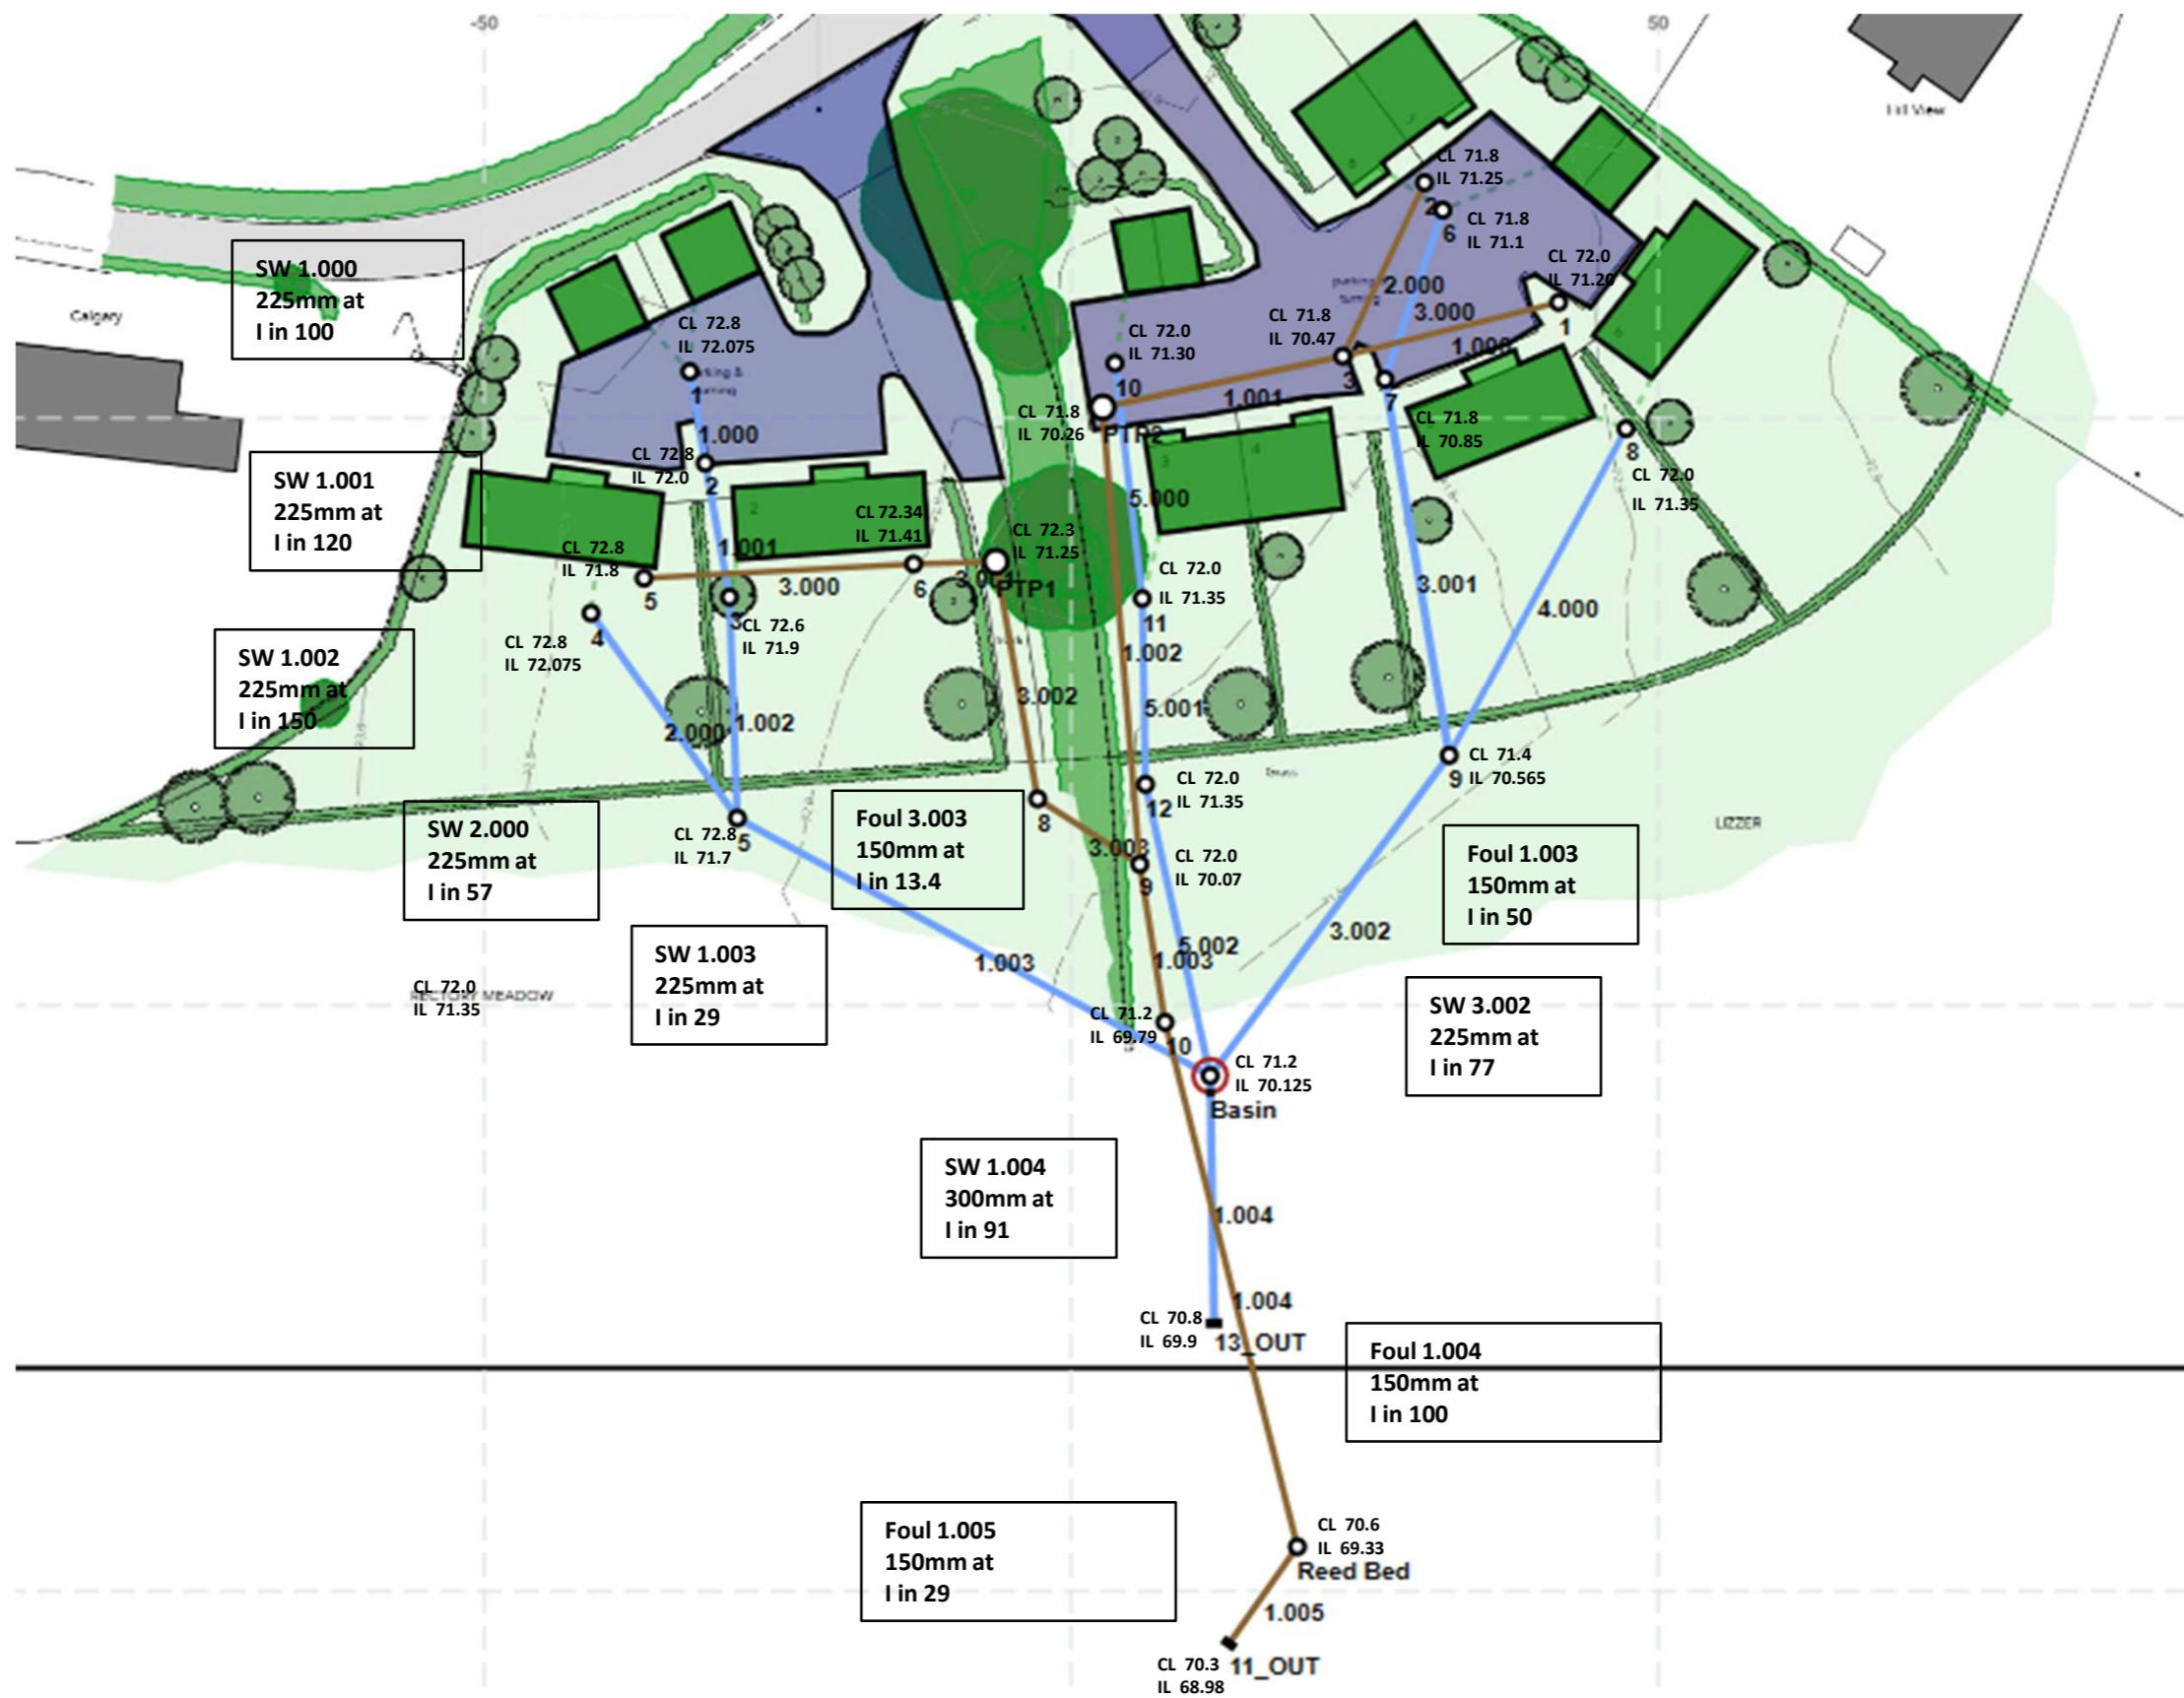 -50
50
Hill View
CL 71.8
IL 71.25
2
CL 71.8
IL 71.1
6
CL 72.0
IL 71.20
1
SW 1.000
225mm at
I in 100
Calgary
CL 72.8
IL 72.075
1
CL 72.0
IL 71.30
10
CL 71.8
IL 70.47
3
2.000
3.000
1.000
1.001
7
CL 71.8
IL 70.26
PTP2
CL 71.8
IL 70.85
1.000
CL 72.8
IL 72.0
2
8
CL 72.0
IL 71.35
SW 1.001
225mm at
I in 120
5.000
CL 72.34
IL 71.41
CL 72.3
IL 71.25
CL 72.8
IL 71.8
1.001
3.000
5
6
PTP1
CL 72.0
IL 71.35
11
3.001
4.000
4
3
CL 72.6
IL 71.9
CL 72.8
IL 72.075
1.002
SW 1.002
225mm at
I in 150
3.002
5.001
2.000
1.002
CL 71.4
IL 70.565
9
CL 72.0
IL 71.35
12
LIZZER
SW 2.000
225mm at
I in 57
CL 72.8
IL 71.7
5
Foul 3.003
150mm at
I in 13.4
8
3.003
CL 72.0
IL 70.07
9
Foul 1.003
150mm at
I in 50
3.002
SW 1.003
225mm at
I in 29
1.003
5.002
1.003
CL 72.0
IL 71.35
RECTORY MEADOW
SW 3.002
225mm at
I in 77
CL 71.2
IL 69.79
10
CL 71.2
IL 70.125
Basin
SW 1.004
300mm at
I in 91
1.004
1.004
CL 70.8
IL 69.9
13_OUT
Foul 1.004
150mm at
I in 100
Foul 1.005
150mm at
I in 29
CL 70.6
IL 69.33
Reed Bed
1.005
CL 70.3
IL 68.98
11_OUT